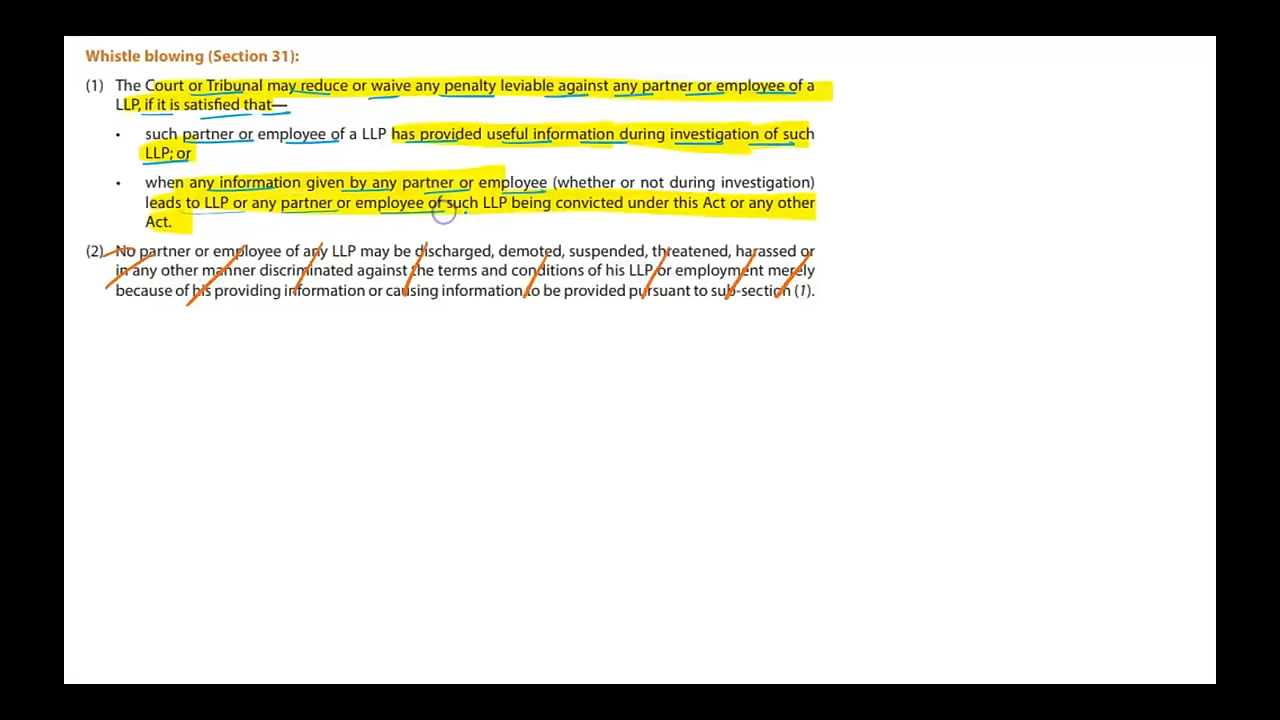 Whistle blowing (Section 31):
(1) The Court or Tribunal may reduce or waive any penalty leviable against any partner or employee of a
LLP, if it is satisfied that—
• such partner or employee of a LLP has provided useful information during investigation of such
LLP; or
• when any information given by any partner or employee (whether or not during investigation)
leads to LLP or any partner or employee of such LLP being convicted under this Act or any other
Act.
(2) No partner or employee of any LLP may be discharged, demoted, suspended, threatened, harassed or
in any other manner discriminated against the terms and conditions of his LLP or employment merely
because of his providing information or causing information to be provided pursuant to sub-section (1).